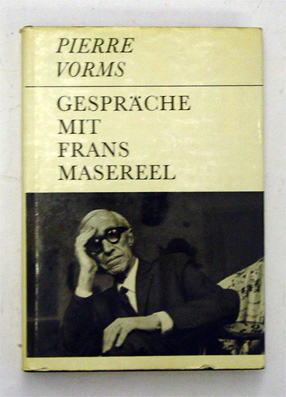 PIERRE
VORMS
GESPRÄCHE
MIT
FRANS
MASEREEL